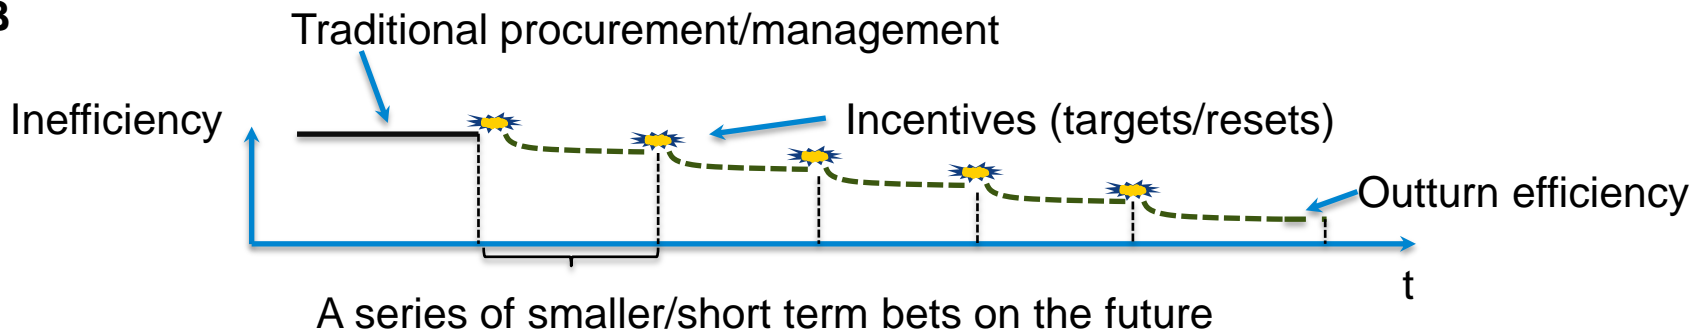 B
Traditional procurement/management
Inefficiency
Incentives (targets/resets)
Outturn efficiency
t
A series of smaller/short term bets on the future